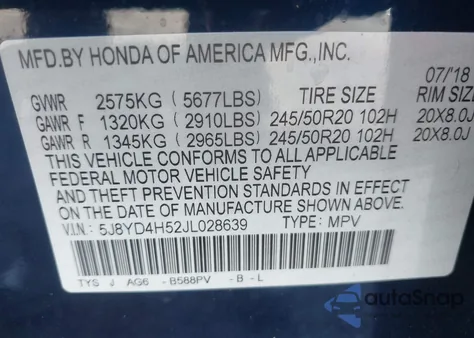 MFD.BY HONDA OF AMERICA MFG.,INC.
07/'18
GVWR 2575KG (5677LBS) TIRE SIZE RIM SIZE
GAWR F 1320KG (2910LBS) 245/50R20 102H 20X8.0J
GAWR R 1345KG (2965LBS) 245/50R20 102H 20X8.0J
THIS VEHICLE CONFORMS TO ALL APPLICABLE
FEDERAL MOTOR VEHICLE SAFETY
AND THEFT PREVENTION STANDARDS IN EFFECT
ON THE DATE OF MANUFACTURE SHOWN ABOVE.
V.I.N.: 5J8YD4H52JL028639 TYPE: MPV
TYS J AG6 -B588PV -B-L
autoSnap